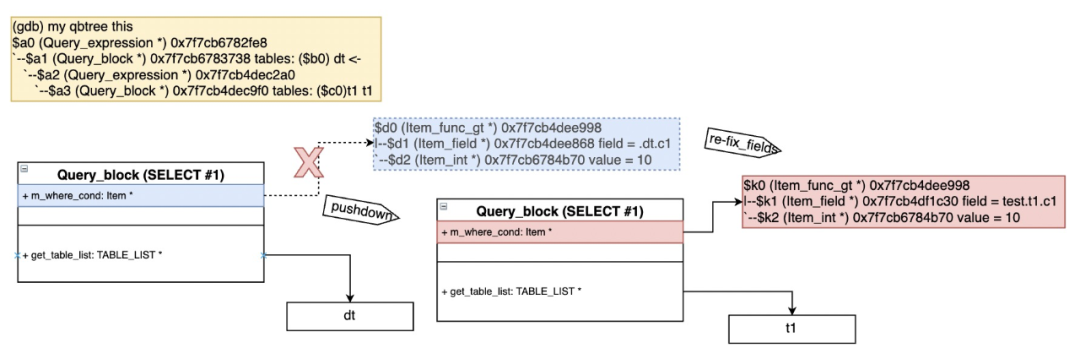 (gdb) my qbtree this
$a0 (Query_expression *) 0x7f7cb6782fe8
`--$a1 (Query_block *) 0x7f7cb6783738 tables: ($b0) dt <-
`--$a2 (Query_expression *) 0x7f7cb4dec2a0
`--$a3 (Query_block *) 0x7f7cb4dec9f0 tables: ($c0)t1 t1
$d0 (Item_func_gt *) 0x7f7cb4dee998
|--$d1 (Item_field *) 0x7f7cb4dee868 field = .dt.c1
`--$d2 (Item_int *) 0x7f7cb6784b70 value = 10
re-fix_fields
Query_block (SELECT #1)
+ m_where_cond: Item *
+ get_table_list: TABLE_LIST *
dt
pushdown
Query_block (SELECT #1)
+ m_where_cond: Item *
+ get_table_list: TABLE_LIST *
t1
$k0 (Item_func_gt *) 0x7f7cb4dee998
|--$k1 (Item_field *) 0x7f7cb4df1c30 field = test.t1.c1
`--$k2 (Item_int *) 0x7f7cb6784b70 value = 10